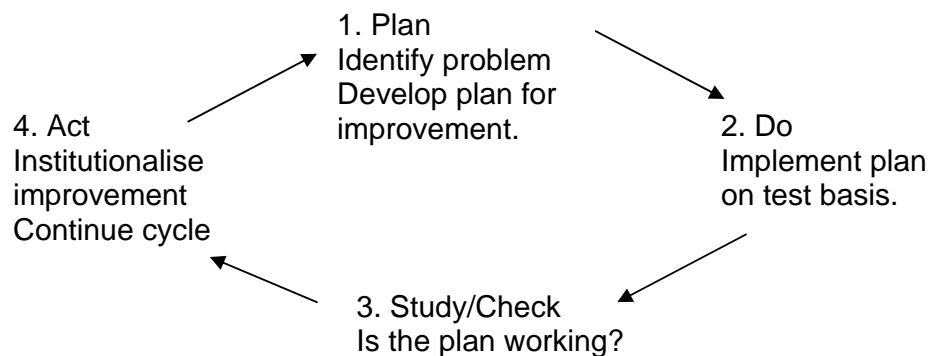 1. Plan
Identify problem
Develop plan for
improvement.
2. Do
Implement plan
on test basis.
3. Study/Check
Is the plan working?
4. Act
Institutionalise
improvement
Continue cycle